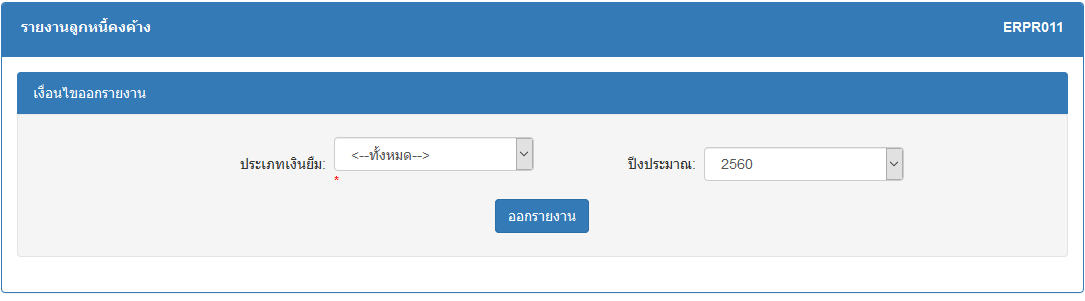 รายงานลูกหนี้คงค้าง ERPR011
เงื่อนไขออกรายงาน
ประเภทเงินยืม: <--ทั้งหมด--> ปีงประมาณ: 2560
*
ออกรายงาน